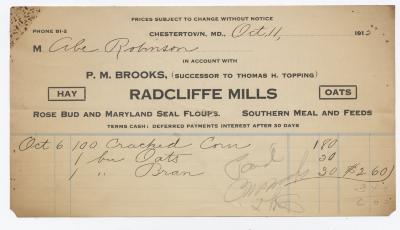 PRICES SUBJECT TO CHANGE WITHOUT NOTICE
PHONE 81-2
CHESTERTOWN, MD., Oct 11, 191
M Abe Robinson
IN ACCOUNT WITH
P. M. BROOKS, (SUCCESSOR TO THOMAS H. TOPPING)
HAY RADCLIFFE MILLS OATS
ROSE BUD AND MARYLAND SEAL FLOURS. SOUTHERN MEAL AND FEEDS
TERMS CASH: DEFERRED PAYMENTS INTEREST AFTER 30 DAYS
Oct 6 100 Cracked Corn 180
1 bu Oats 50
1 " Bran 30 $2 60
Paid
PM Brooks